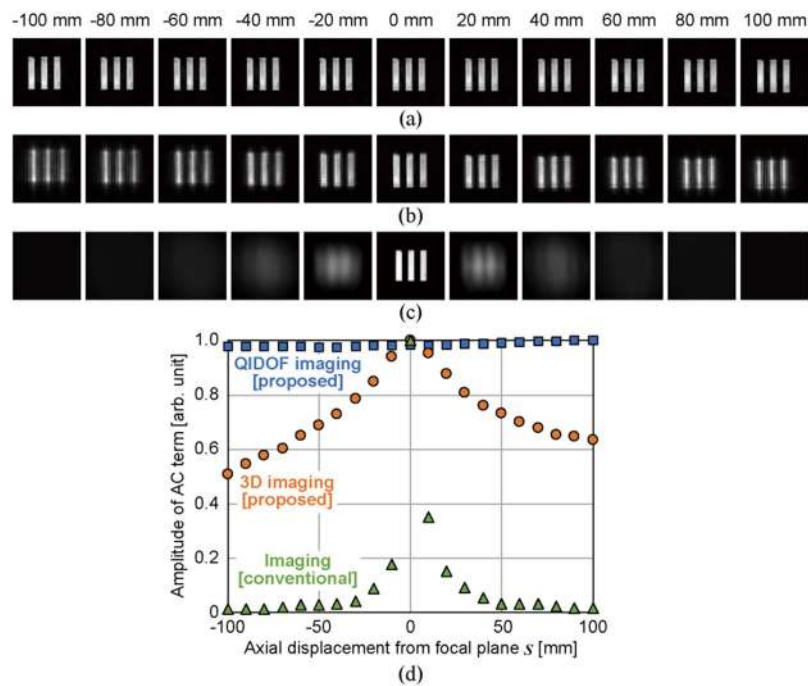 -100 mm -80 mm -60 mm -40 mm -20 mm 0 mm 20 mm 40 mm 60 mm 80 mm 100 mm
(a)
(b)
(c)
1.0
QIDOF imaging
[proposed]
0.8
0.6
3D imaging
[proposed]
0.4
0.2
Imaging
[conventional]
0
-100 -50 0 50 100
Amplitude of AC term [arb. unit]
Axial displacement from focal plane s [mm]
(d)